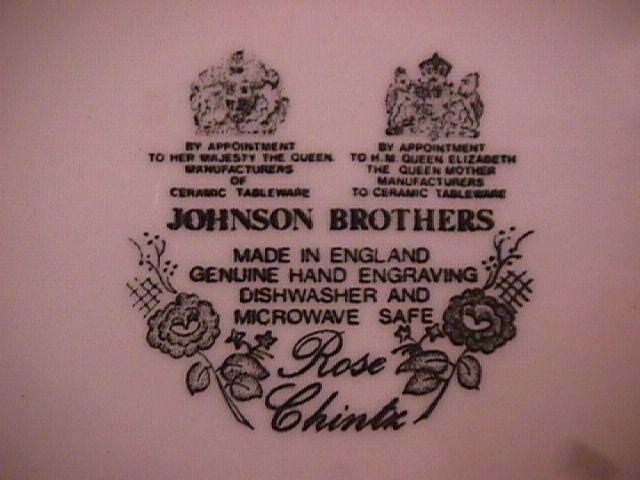 BY APPOINTMENT
TO HER MAJESTY THE QUEEN
MANUFACTURERS
OF
CERAMIC TABLEWARE
BY APPOINTMENT
TO H.M. QUEEN ELIZABETH
THE QUEEN MOTHER
MANUFACTURERS
TO CERAMIC TABLEWARE
JOHNSON BROTHERS
MADE IN ENGLAND
GENUINE HAND ENGRAVING
DISHWASHER AND
MICROWAVE SAFE
Rose
Chintz